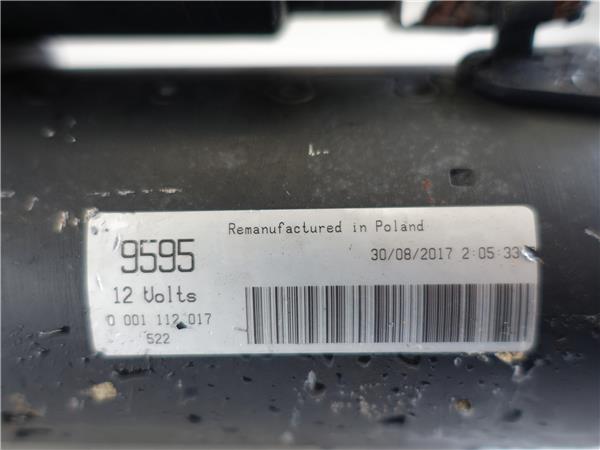 Remanufactured in Poland
9595
30/08/2017 2:05:33
12 Volts
0 001 112 017
522